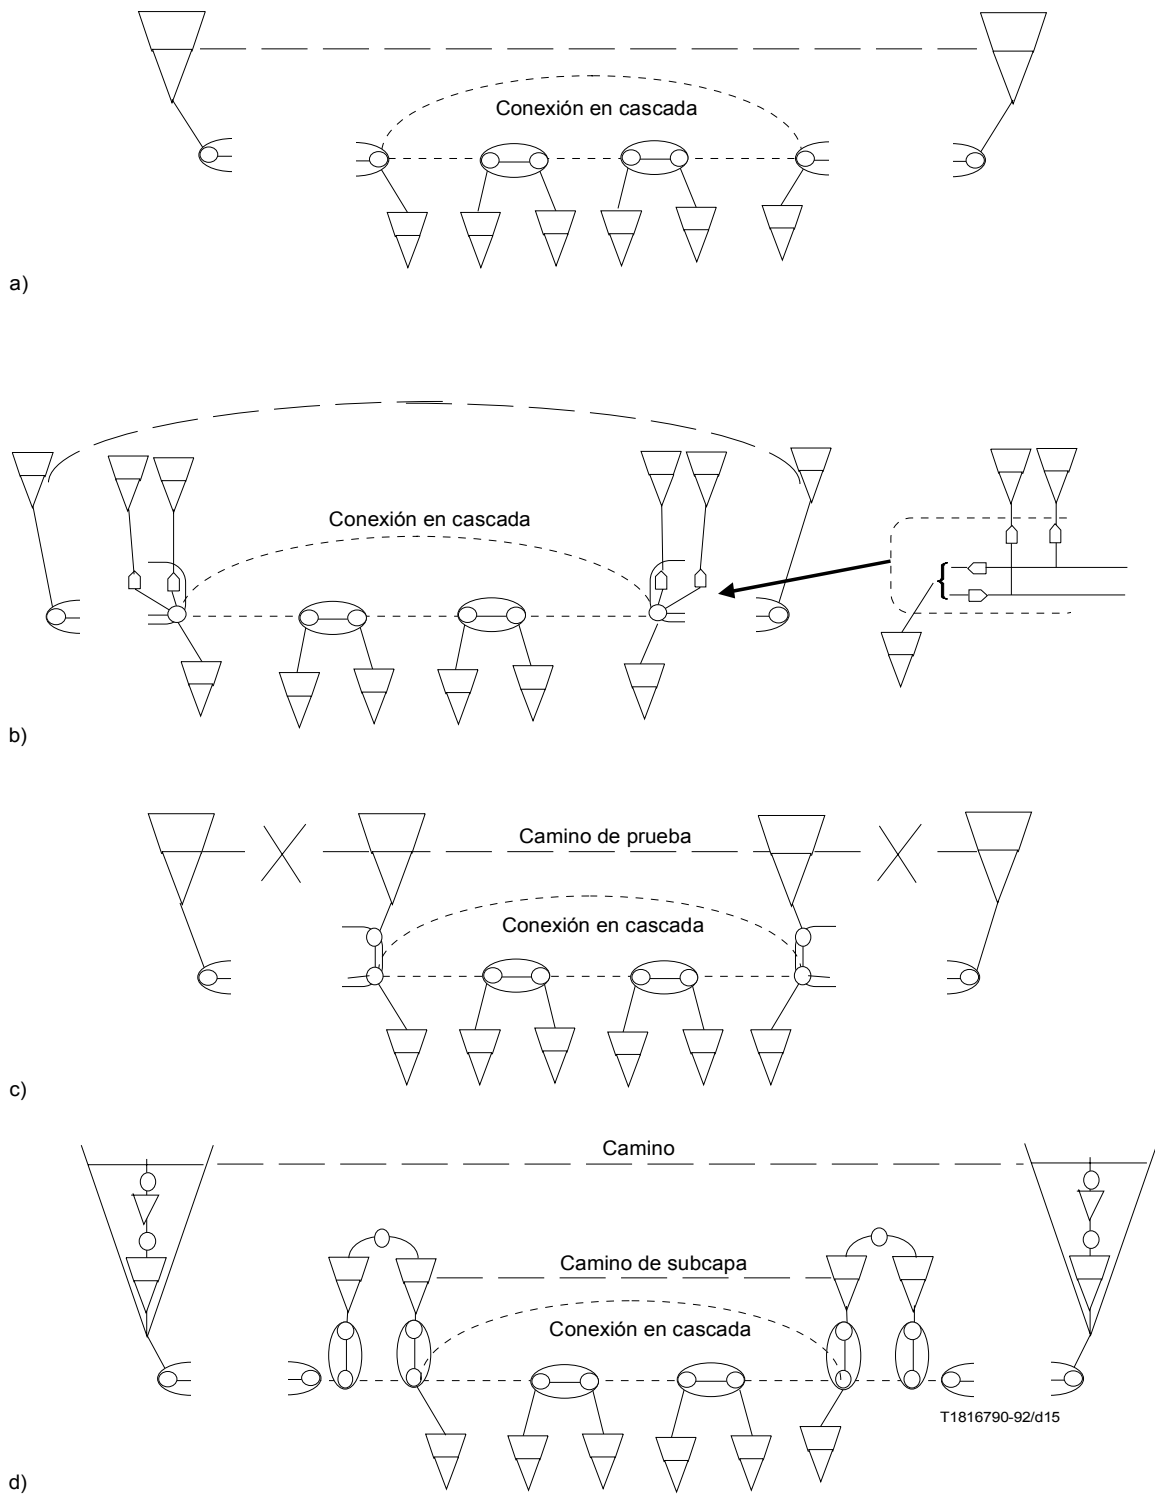 Conexión en cascada
a)
Conexión en cascada
b)
Camino de prueba
Conexión en cascada
c)
Camino
Camino de subcapa
Conexión en cascada
T1816790-92/d15
d)